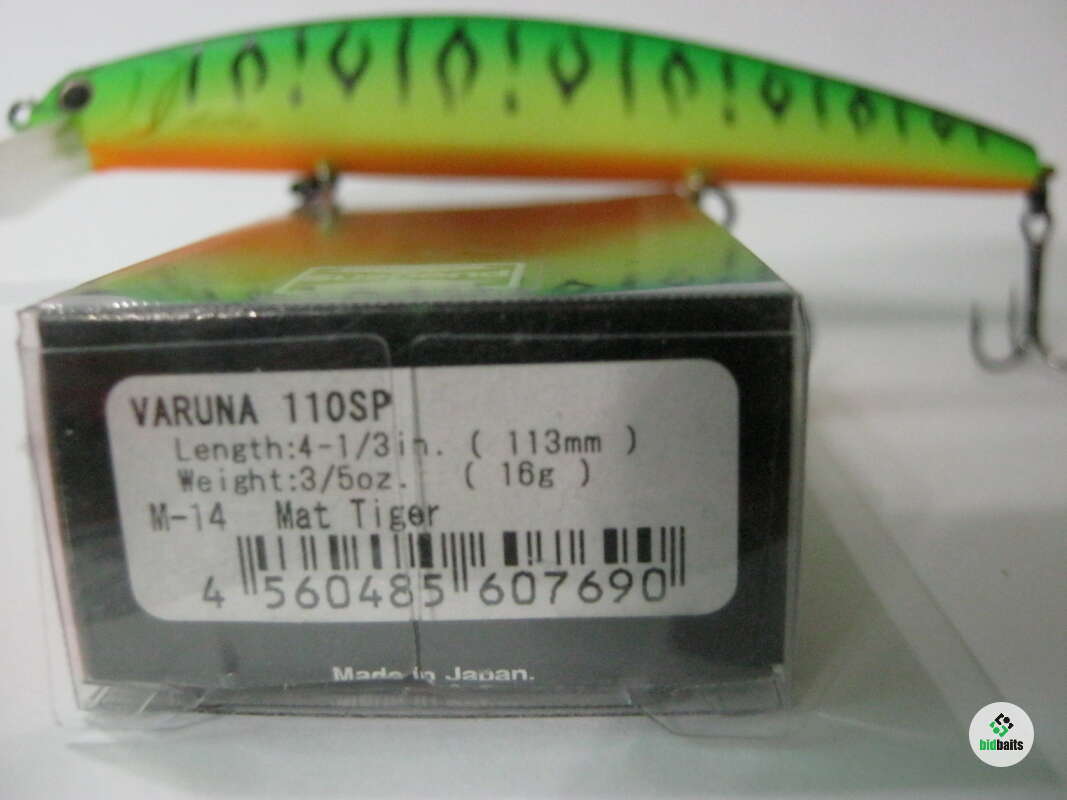 VARUNA 110SP
Length:4-1/3in. ( 113mm )
Weight:3/5oz. ( 16g )
M-14 Mat Tiger
4 560485 607690
Made in Japan.
bidbaits